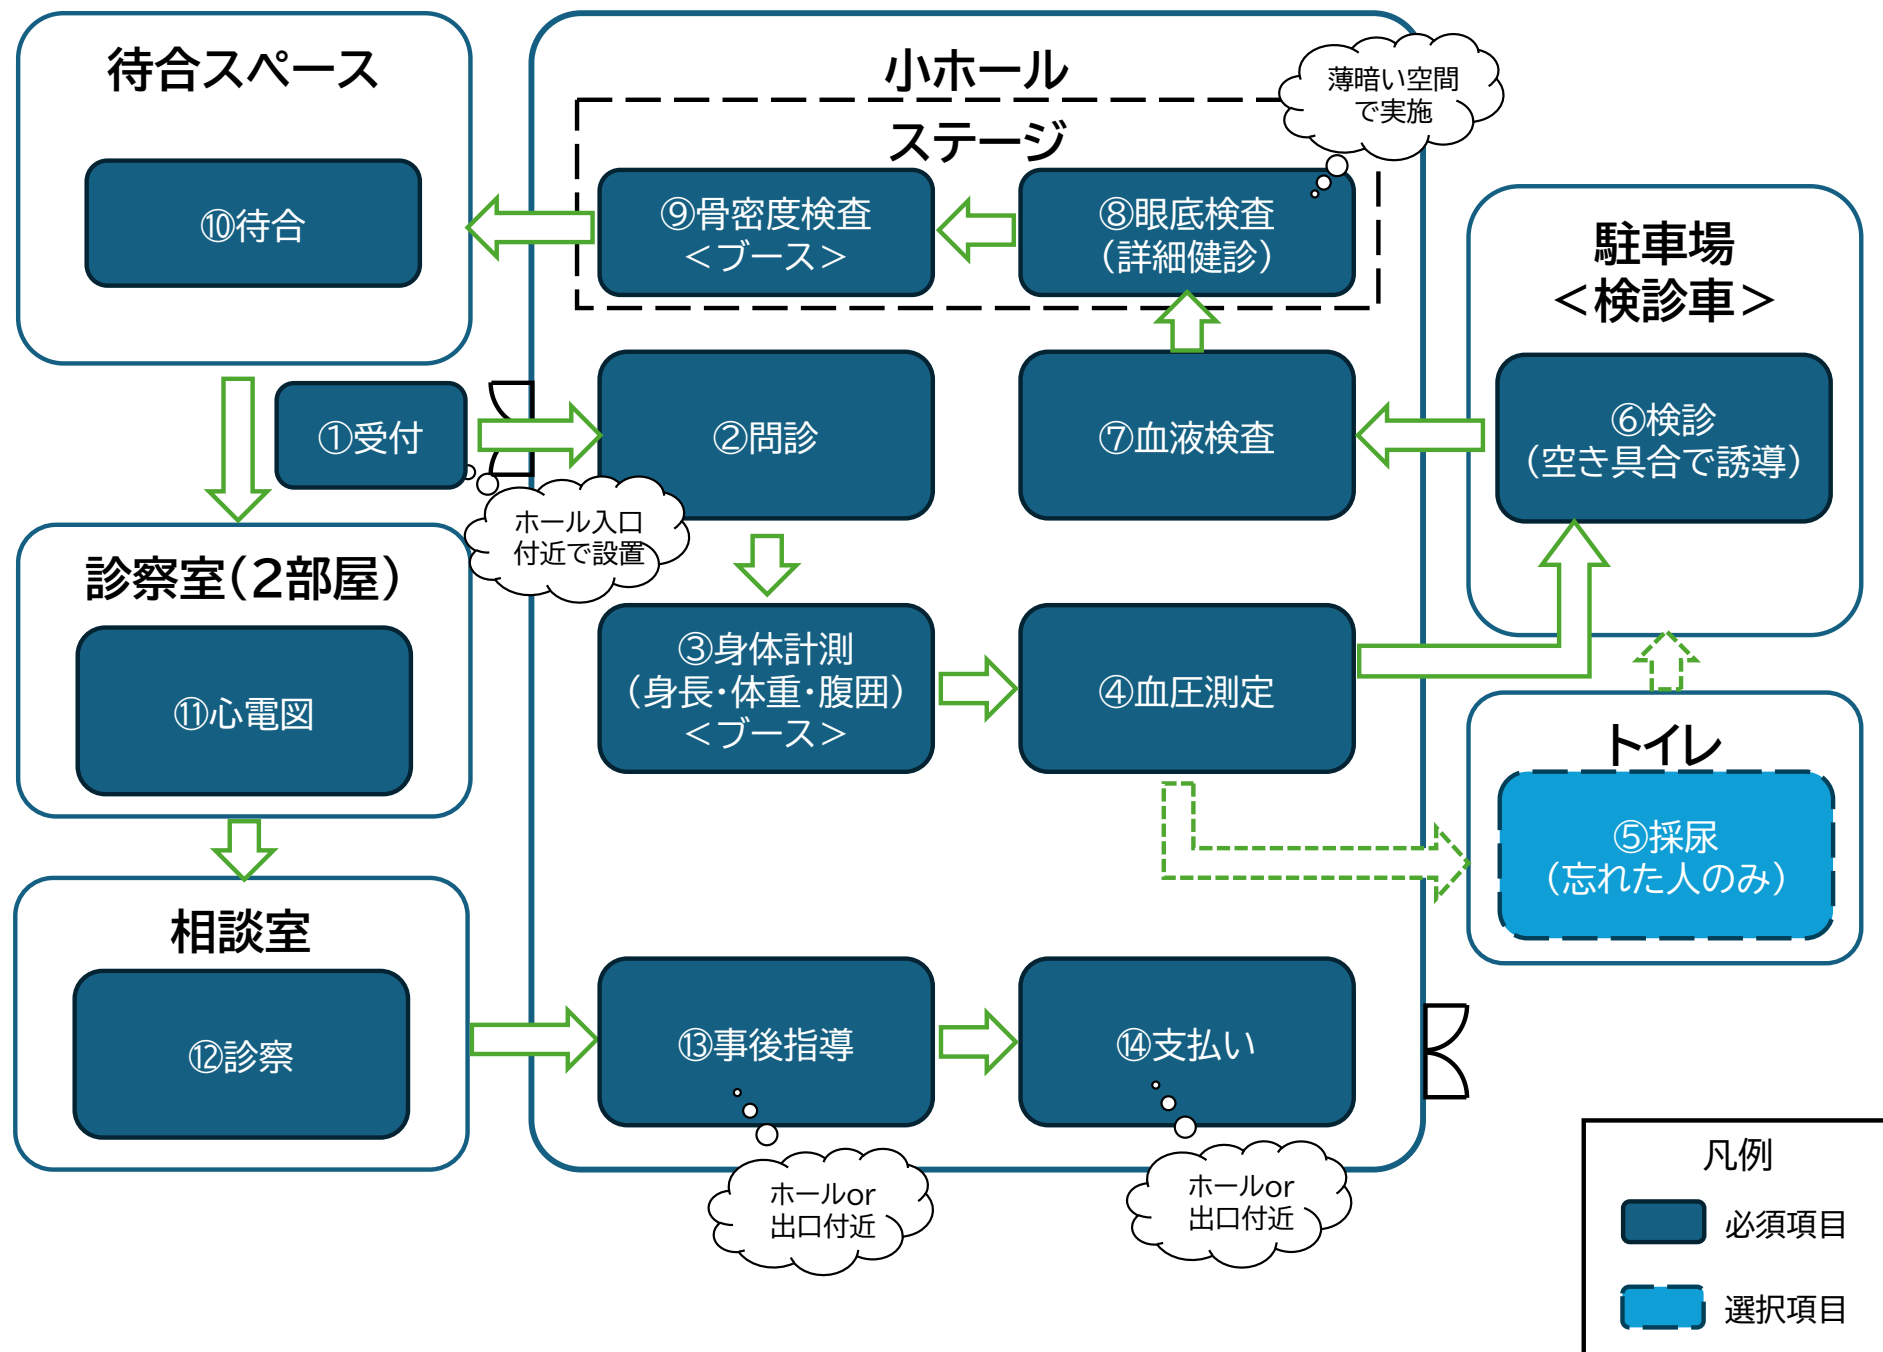 待合スペース
⑩待合
小ホール
ステージ
薄暗い空間
で実施
⑨骨密度検査
＜ブース＞
⑧眼底検査
（詳細健診）
駐車場
＜検診車＞
①受付
②問診
⑦血液検査
⑥検診
（空き具合で誘導）
ホール入口
付近で設置
診察室（2部屋）
⑪心電図
③身体計測
（身長・体重・腹囲）
＜ブース＞
④血圧測定
トイレ
⑤採尿
（忘れた人のみ）
相談室
⑫診察
⑬事後指導
⑭支払い
ホールor
出口付近
ホールor
出口付近
凡例
必須項目
選択項目